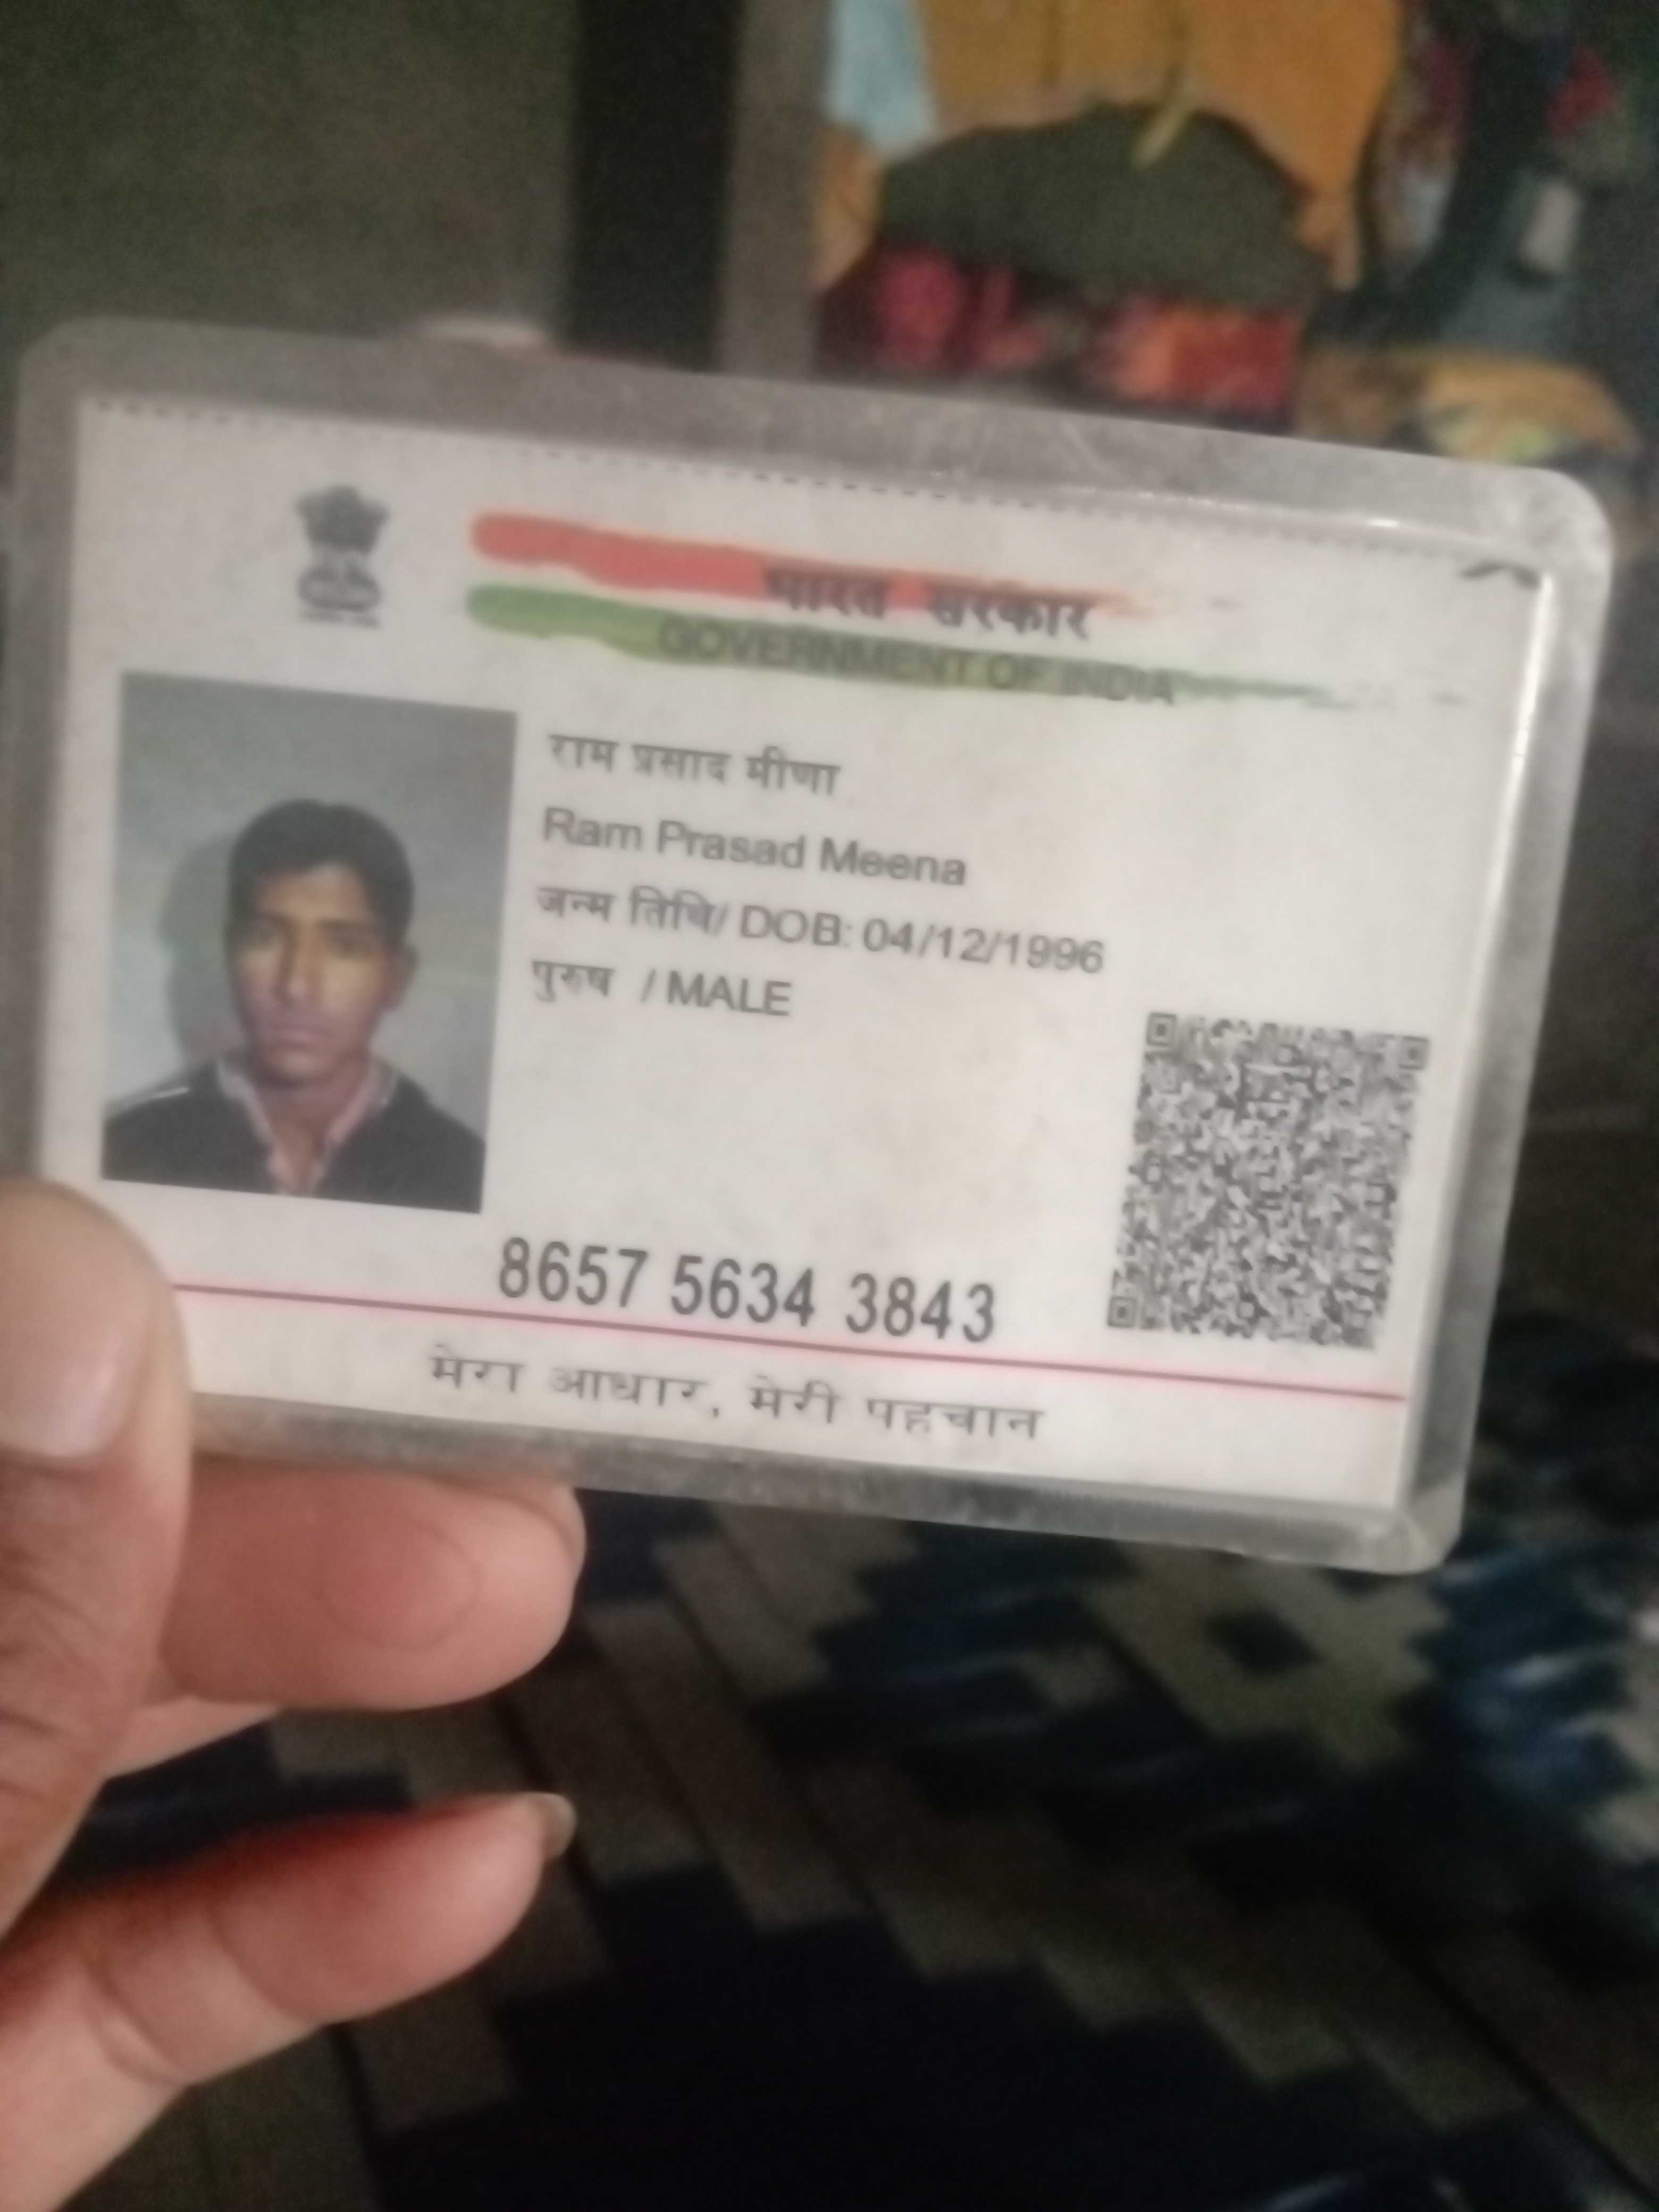 भारत सरकार
GOVERNMENT OF INDIA
राम प्रसाद मीणा
Ram Prasad Meena
जन्म तिथि/ DOB: 04/12/1996
पुरुष / MALE
8657 5634 3843
मेरा आधार, मेरी पहचान